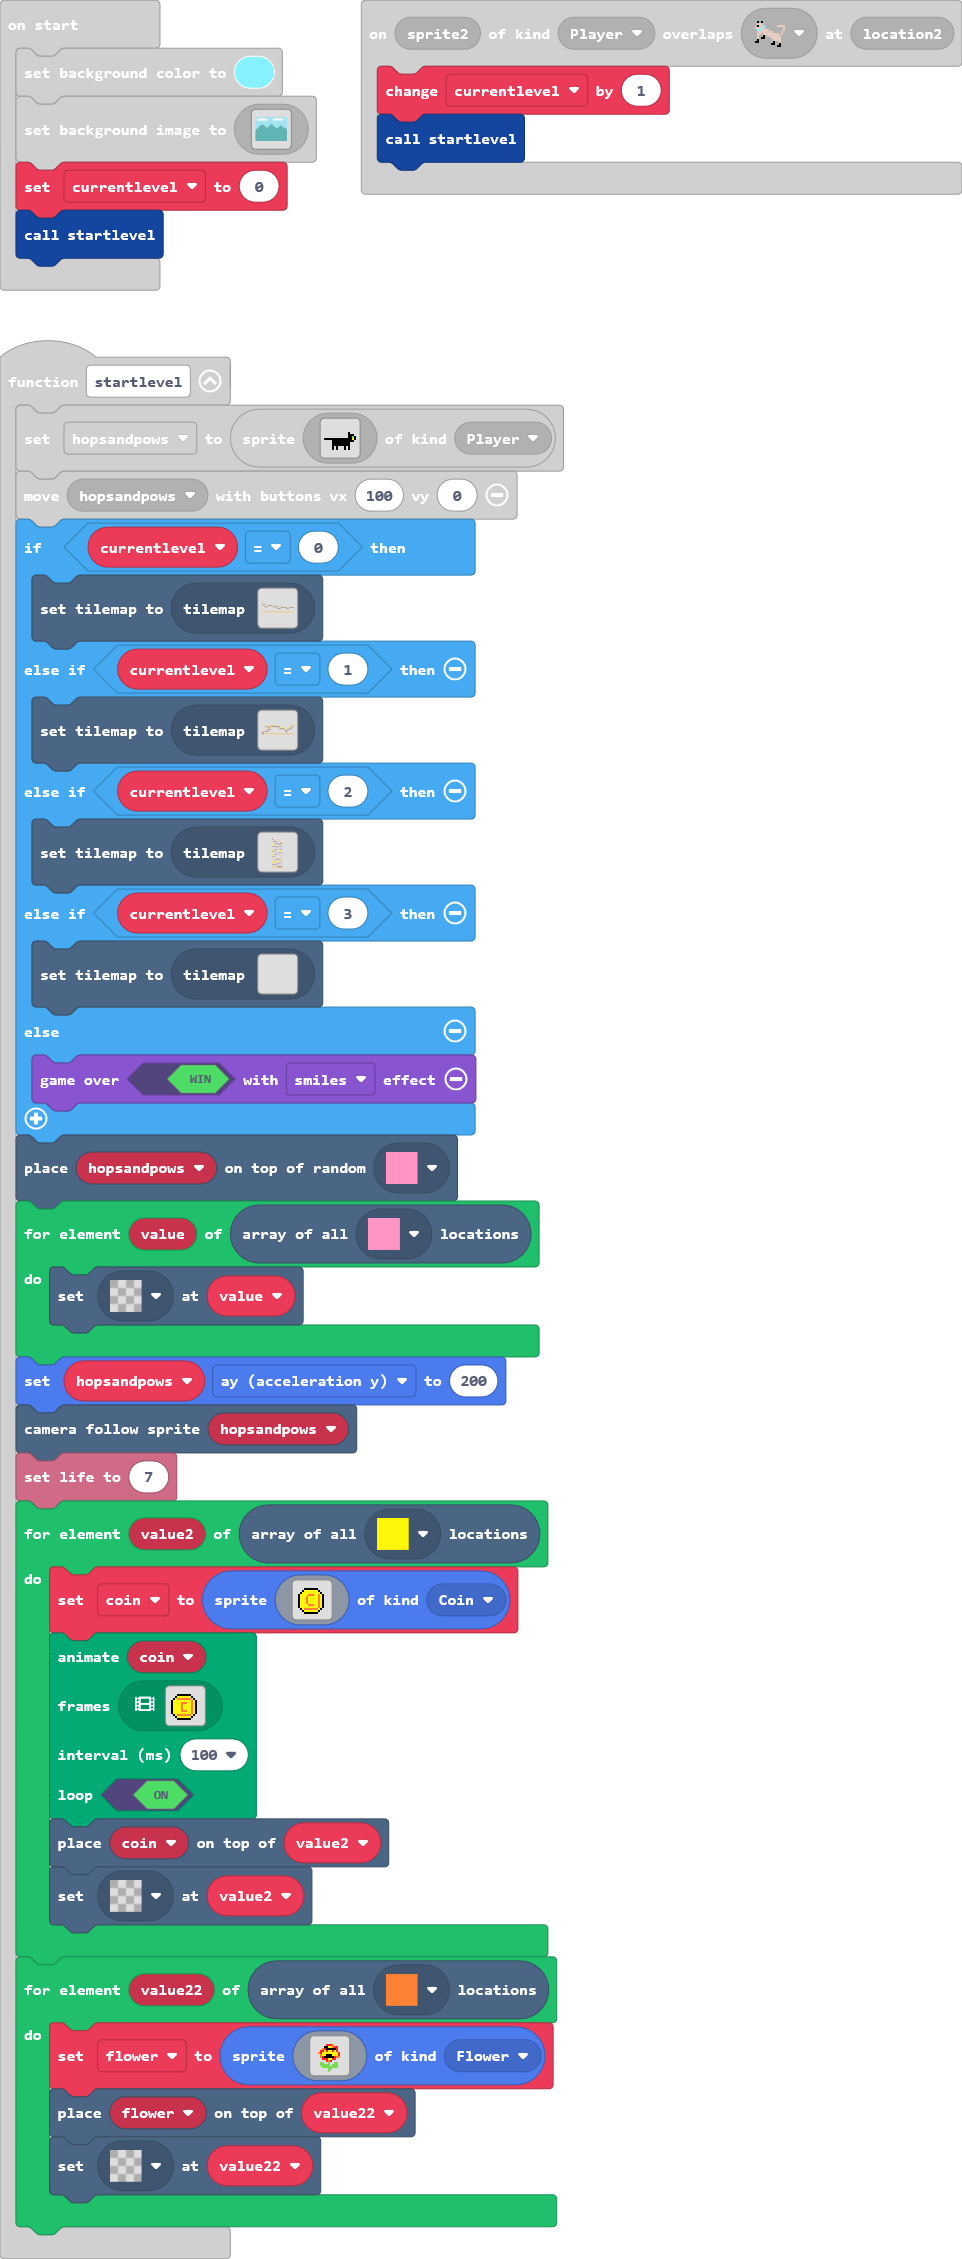 on start
set background color to
set background image to
set currentlevel to 0
call startlevel
on sprite2 of kind Player overlaps at location2
change currentlevel by 1
call startlevel
function startlevel
set hopsandpows to sprite of kind Player
move hopsandpows with buttons vx 100 vy 0
if currentlevel = 0 then
set tilemap to tilemap
else if currentlevel = 1 then
set tilemap to tilemap
else if currentlevel = 2 then
set tilemap to tilemap
else if currentlevel = 3 then
set tilemap to tilemap
else
game over WIN with smiles effect
place hopsandpows on top of random
for element value of array of all locations
do
set at value
set hopsandpows ay (acceleration y) to 200
camera follow sprite hopsandpows
set life to 7
for element value2 of array of all locations
do
set coin to sprite of kind Coin
animate coin
frames
interval (ms) 100
loop ON
place coin on top of value2
set at value2
for element value22 of array of all locations
do
set flower to sprite of kind Flower
place flower on top of value22
set at value22